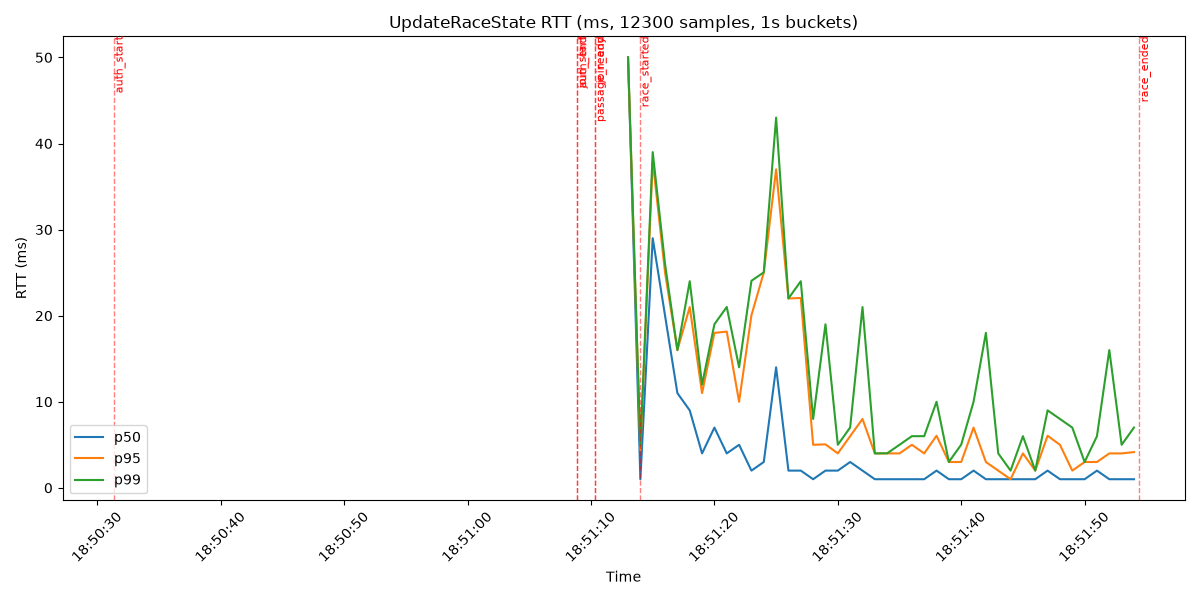 UpdateRaceState RTT (ms, 12300 samples, 1s buckets)
auth_start
race_started
race_ended
50
40
30
20
10
0
RTT (ms)
p50
p95
p99
18:50:30
18:50:40
18:50:50
18:51:00
18:51:10
18:51:20
18:51:30
18:51:40
18:51:50
Time